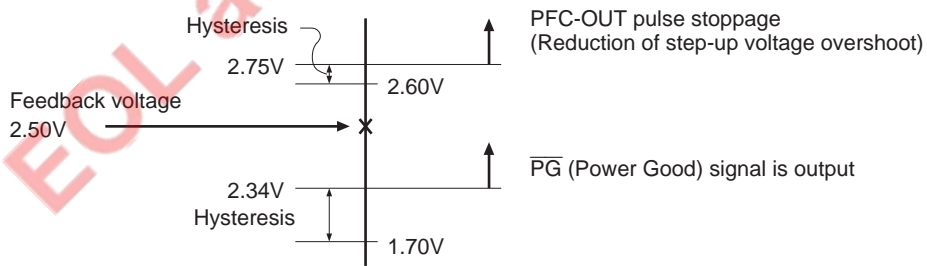 EOL a
Hysteresis
PFC-OUT pulse stoppage
(Reduction of step-up voltage overshoot)
2.75V
2.60V
Feedback voltage
2.50V
PG (Power Good) signal is output
2.34V
Hysteresis
1.70V